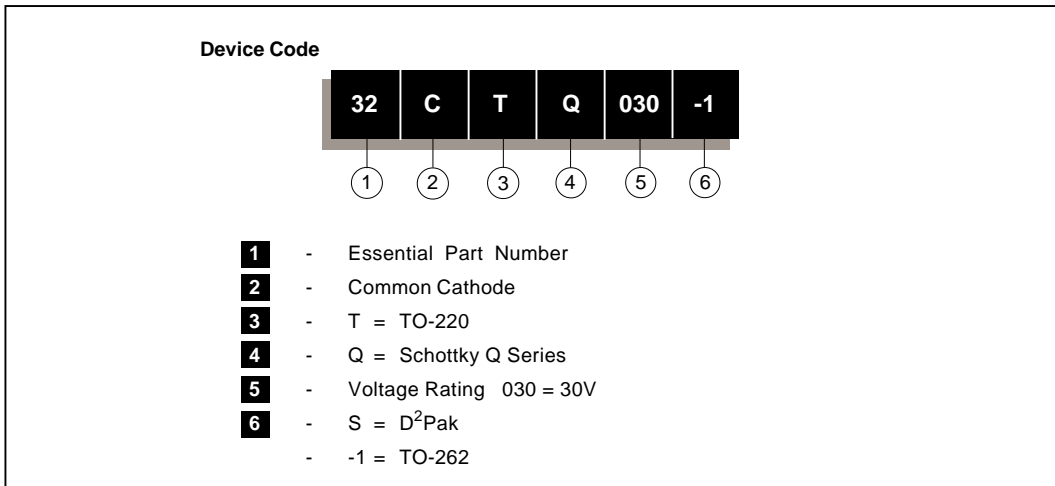 Device Code
32 C T Q 030 -1
1 2 3 4 5 6
1 - Essential Part Number
2 - Common Cathode
3 - T = TO-220
4 - Q = Schottky Q Series
5 - Voltage Rating 030 = 30V
6 - S = D²Pak
- -1 = TO-262